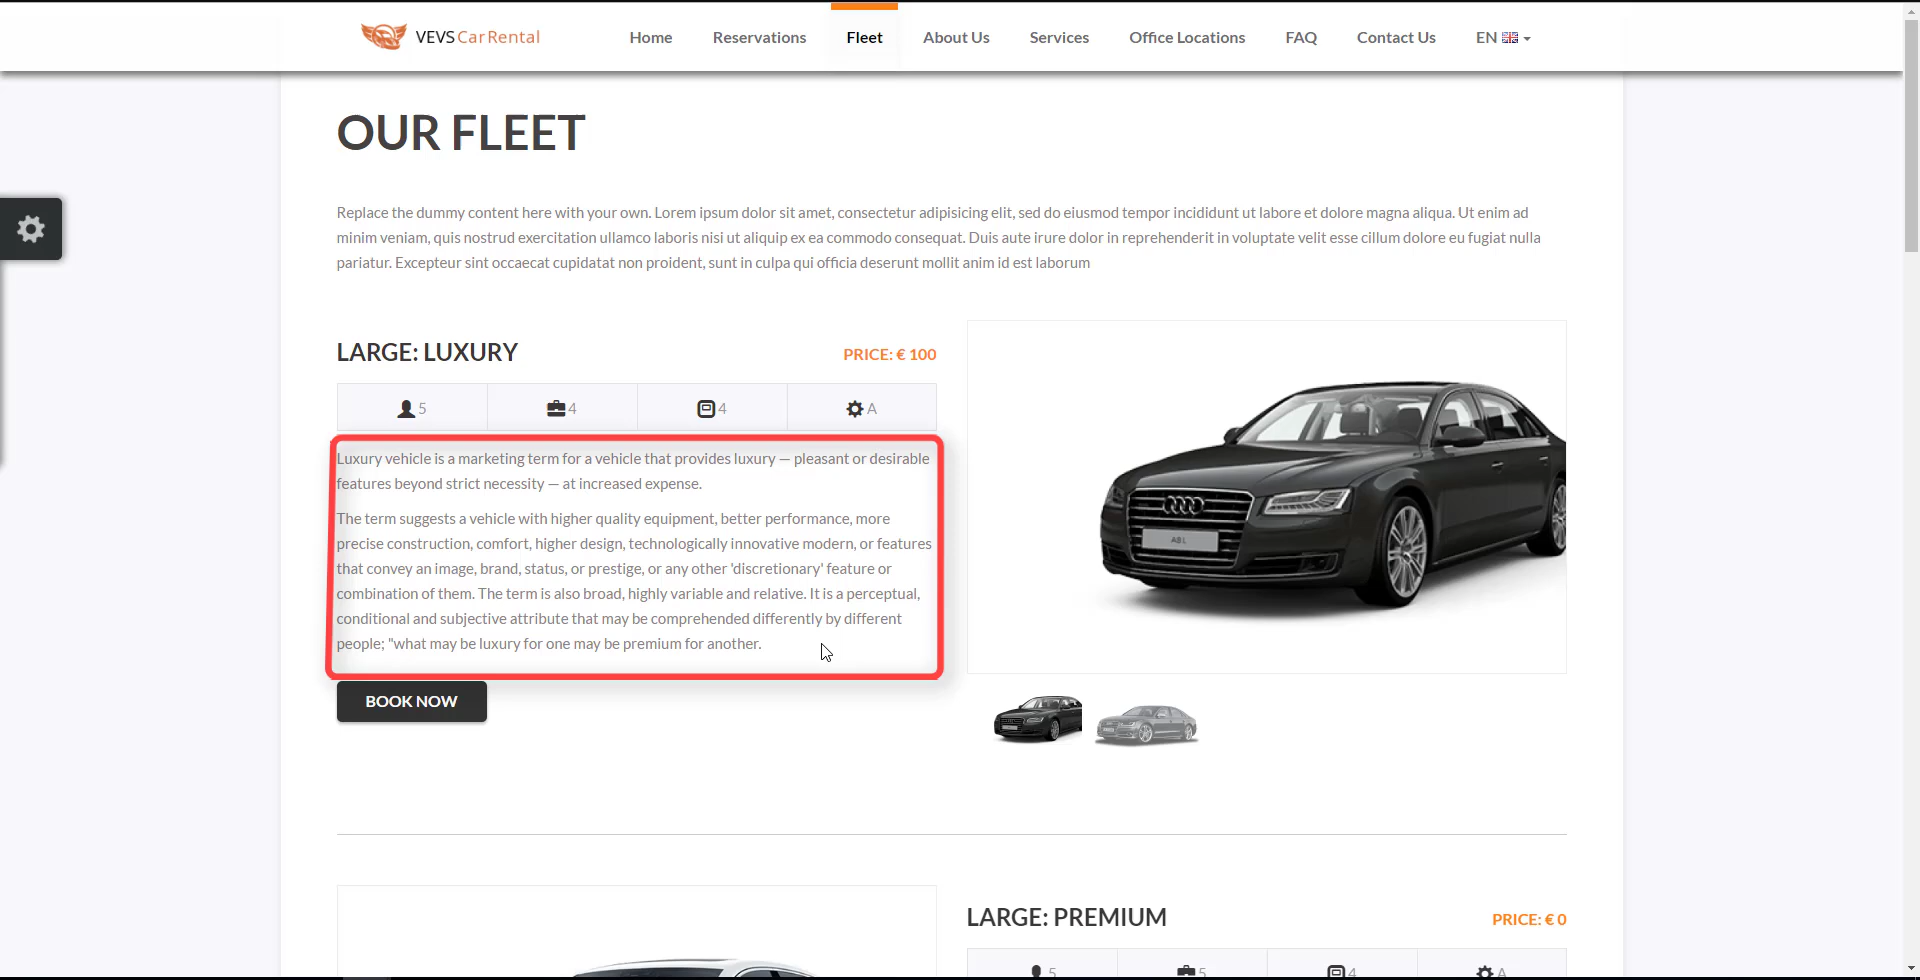 VEVS CarRental
Home
Reservations
Fleet
About Us
Services
Office Locations
FAQ
Contact Us
EN
OUR FLEET
Replace the dummy content here with your own. Lorem ipsum dolor sit amet, consectetur adipisicing elit, sed do eiusmod tempor incididunt ut labore et dolore magna aliqua. Ut enim ad
minim veniam, quis nostrud exercitation ullamco laboris nisi ut aliquip ex ea commodo consequat. Duis aute irure dolor in reprehenderit in voluptate velit esse cillum dolore eu fugiat nulla
pariatur. Excepteur sint occaecat cupidatat non proident, sunt in culpa qui officia deserunt mollit anim id est laborum
LARGE: LUXURY
PRICE: € 100
5
4
4
A
Luxury vehicle is a marketing term for a vehicle that provides luxury — pleasant or desirable
features beyond strict necessity — at increased expense.
The term suggests a vehicle with higher quality equipment, better performance, more
precise construction, comfort, higher design, technologically innovative modern, or features
that convey an image, brand, status, or prestige, or any other 'discretionary' feature or
combination of them. The term is also broad, highly variable and relative. It is a perceptual,
conditional and subjective attribute that may be comprehended differently by different
people; "what may be luxury for one may be premium for another.
BOOK NOW
A8 L
LARGE: PREMIUM
PRICE: € 0
5
5
4
A